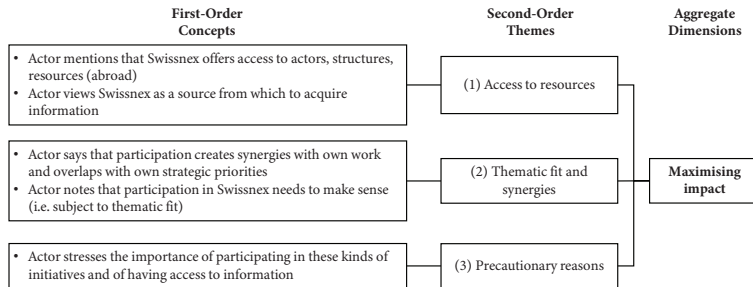 First-Order
Concepts
Second-Order
Themes
Aggregate
Dimensions
• Actor mentions that Swissnex offers access to actors, structures,
resources (abroad)
• Actor views Swissnex as a source from which to acquire
information
(1) Access to resources
• Actor says that participation creates synergies with own work
and overlaps with own strategic priorities
• Actor notes that participation in Swissnex needs to make sense
(i.e. subject to thematic fit)
(2) Thematic fit and
synergies
Maximising
impact
• Actor stresses the importance of participating in these kinds of
initiatives and of having access to information
(3) Precautionary reasons